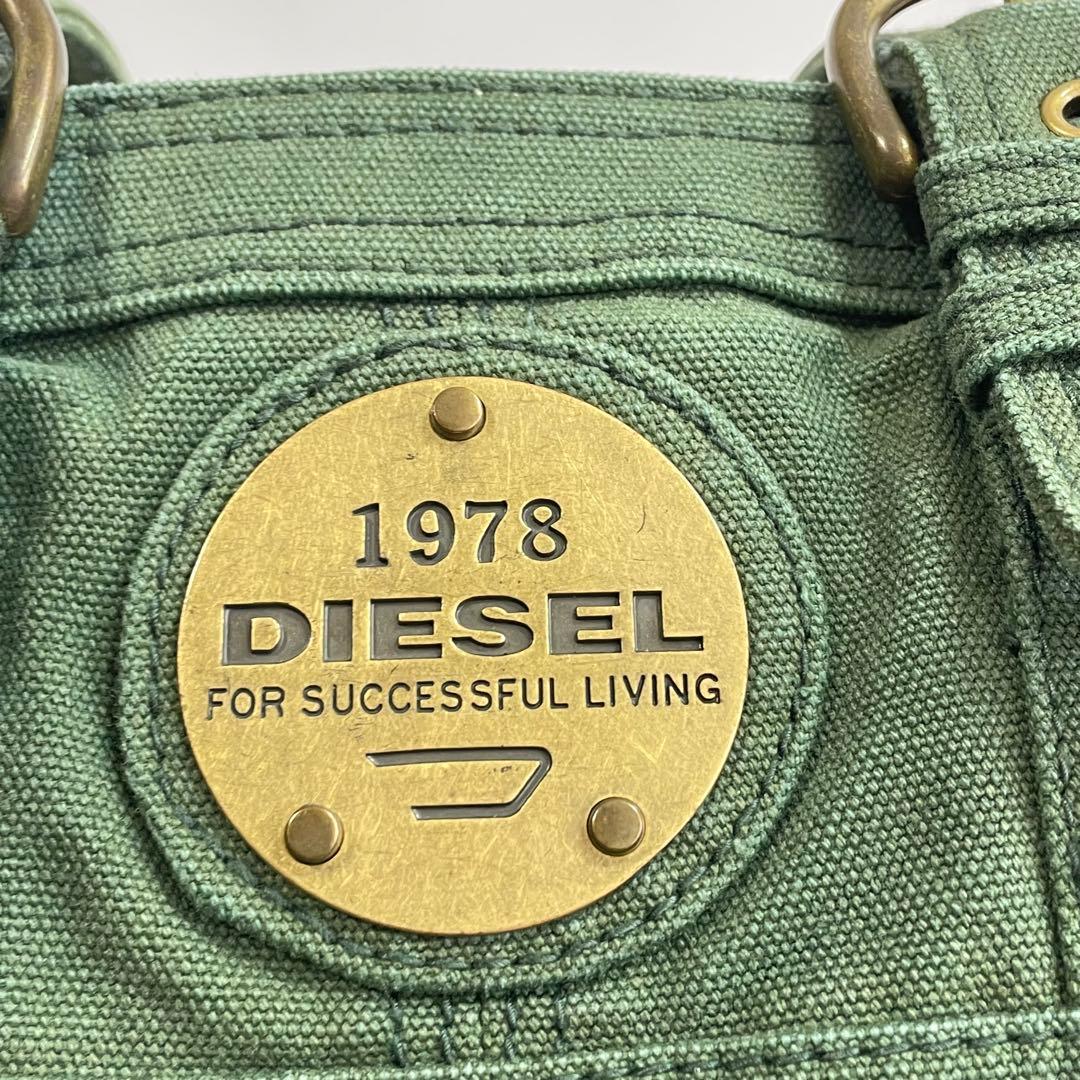 1978
DIESEL
FOR SUCCESSFUL LIVING